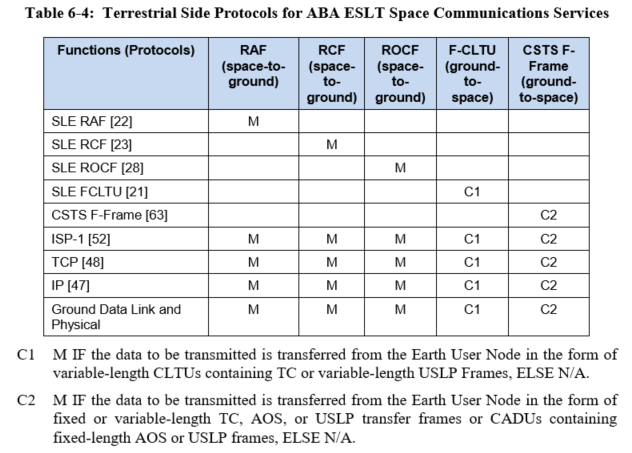 Table 6-4: Terrestrial Side Protocols for ABA ESLT Space Communications Services
Functions (Protocols) RAF (space-to-ground) RCF (space-to-ground) ROCF (space-to-ground) F-CLTU (ground-to-space) CSTS F-Frame (ground-to-space)
SLE RAF [22] M
SLE RCF [23] M
SLE ROCF [28] M
SLE FCLTU [21] C1
CSTS F-Frame [63] C2
ISP-1 [52] M M M C1 C2
TCP [48] M M M C1 C2
IP [47] M M M C1 C2
Ground Data Link and Physical M M M C1 C2
C1 M IF the data to be transmitted is transferred from the Earth User Node in the form of
variable-length CLTUs containing TC or variable-length USLP Frames, ELSE N/A.
C2 M IF the data to be transmitted is transferred from the Earth User Node in the form of
fixed or variable-length TC, AOS, or USLP transfer frames or CADUs containing
fixed-length AOS or USLP frames, ELSE N/A.